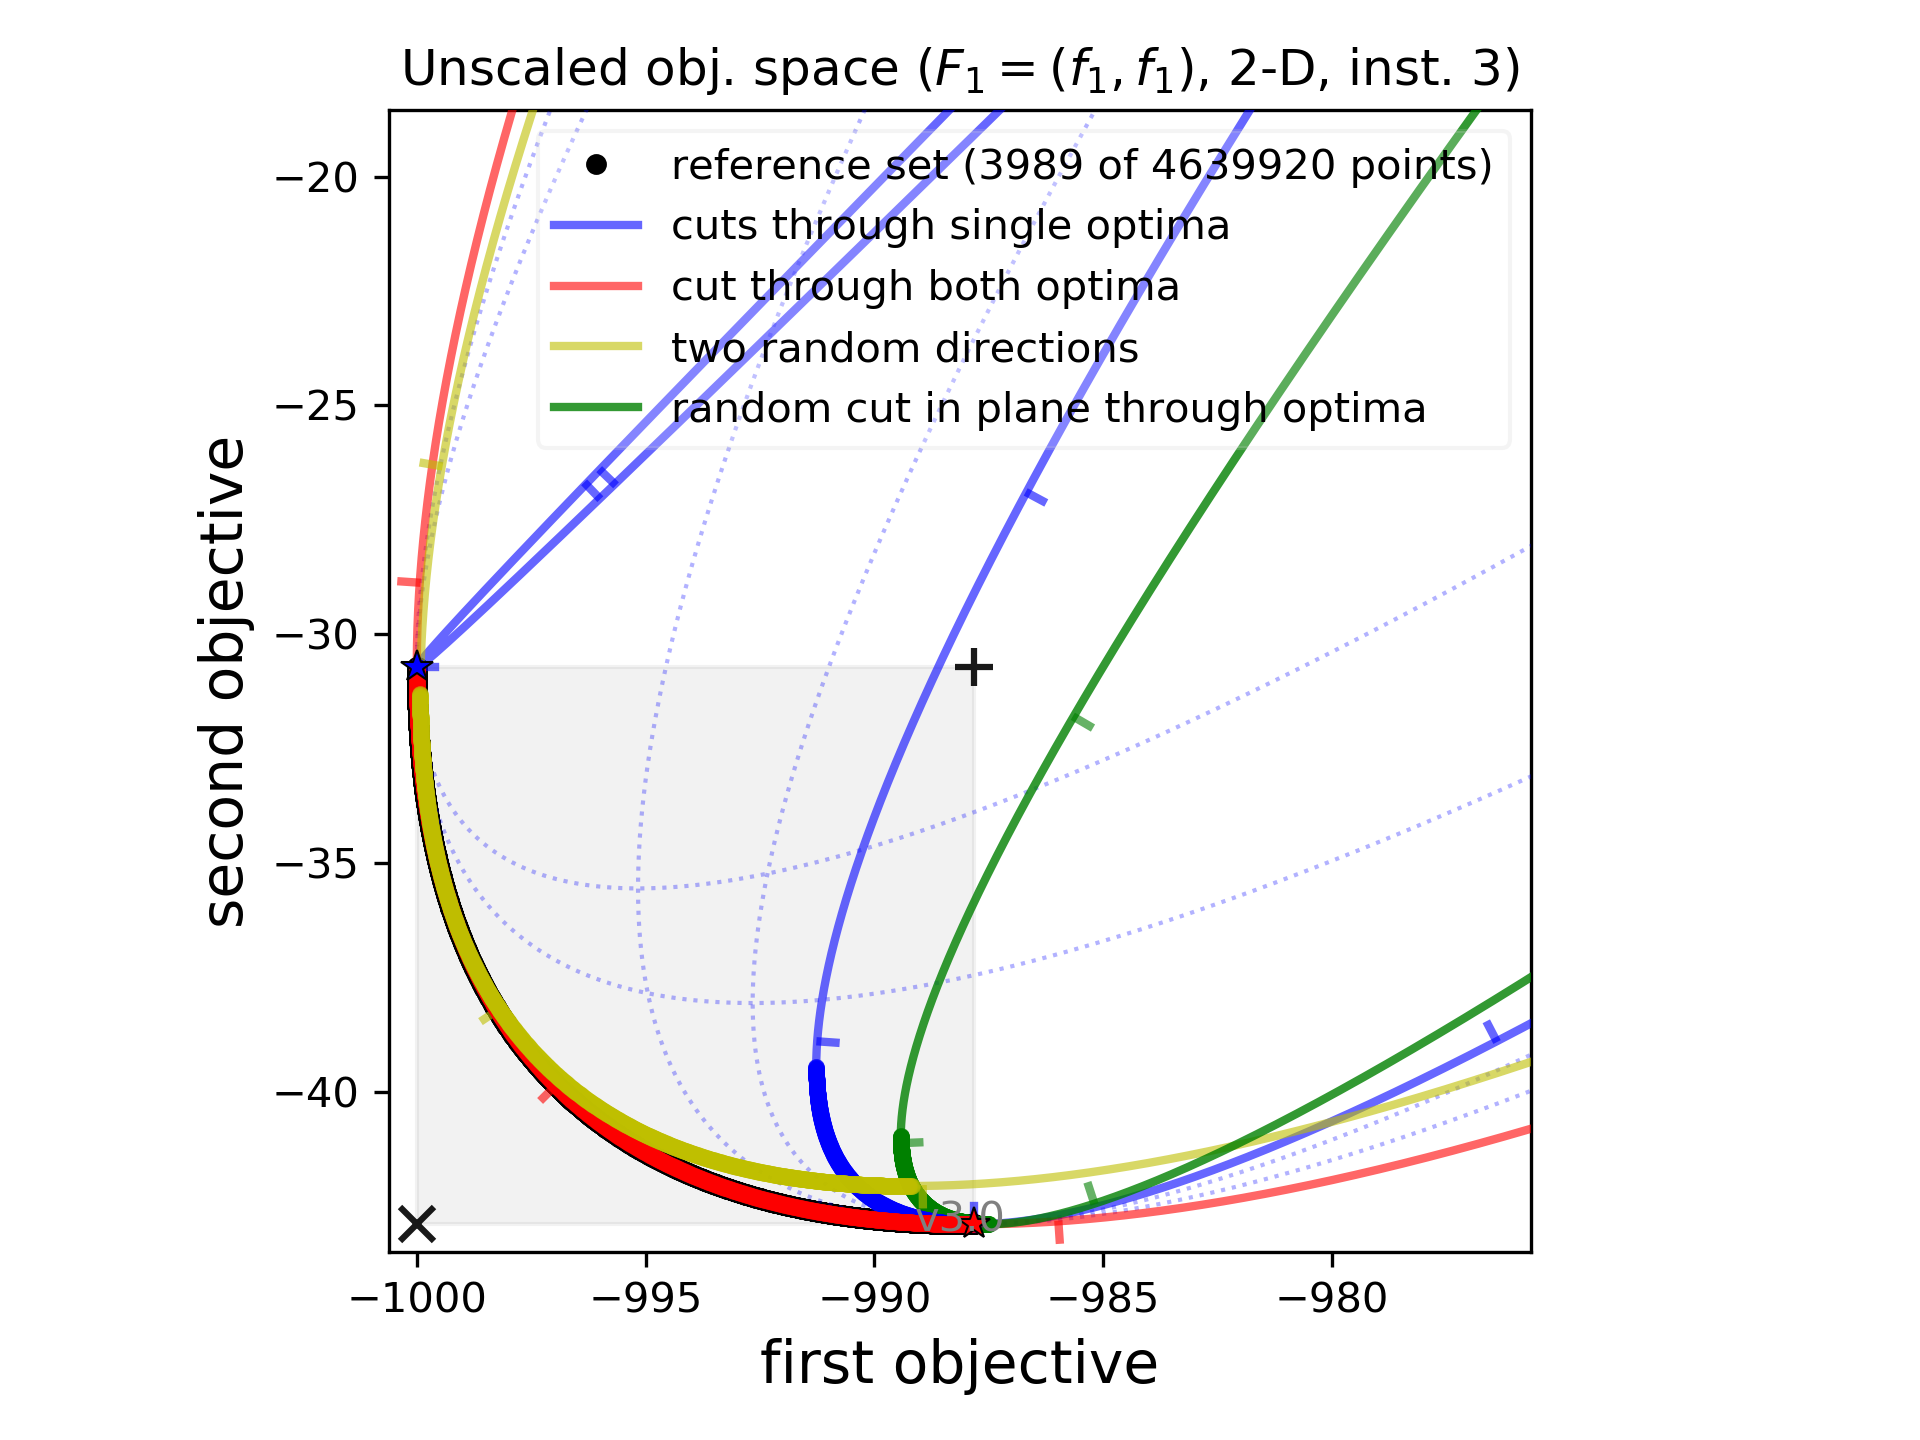 Unscaled obj. space (F₁ = (f₁, f₁), 2-D, inst. 3)
reference set (3989 of 4639920 points)
cuts through single optima
cut through both optima
two random directions
random cut in plane through optima
−20
−25
−30
−35
−40
second objective
v3.0
−1000
−995
−990
−985
−980
first objective